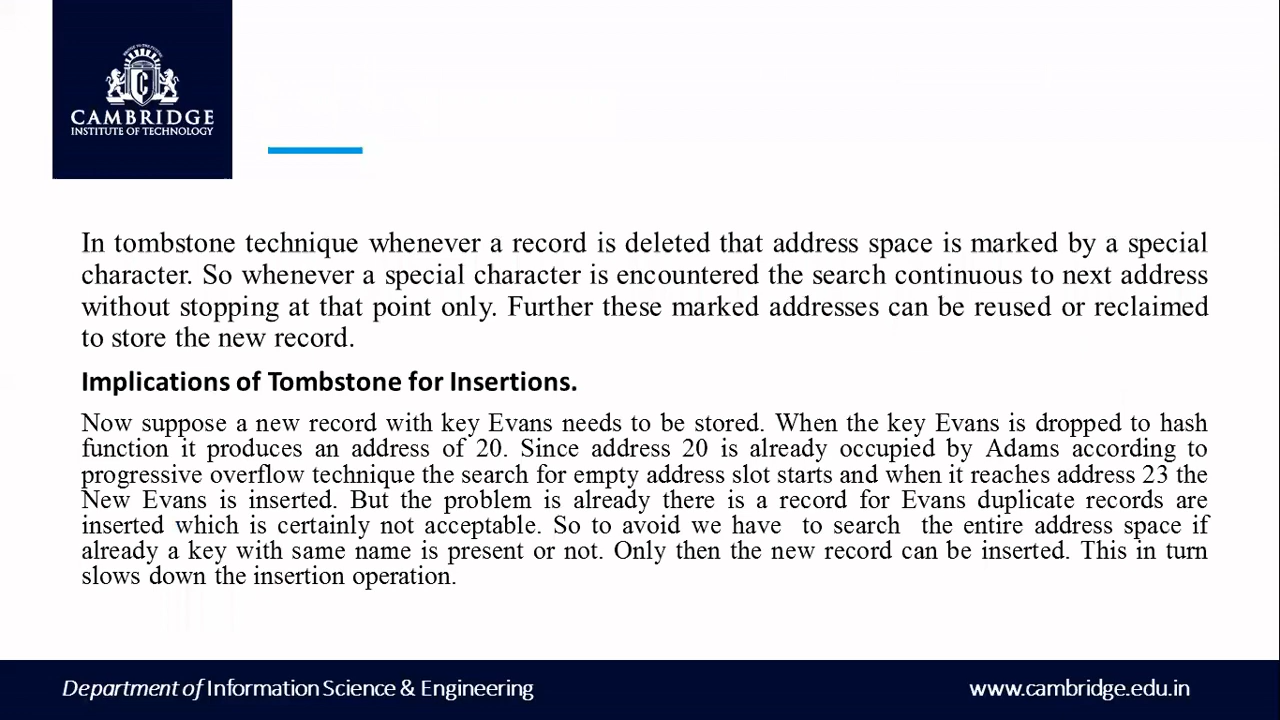 CAMBRIDGE
INSTITUTE OF TECHNOLOGY
In tombstone technique whenever a record is deleted that address space is marked by a special
character. So whenever a special character is encountered the search continuous to next address
without stopping at that point only. Further these marked addresses can be reused or reclaimed
to store the new record.
Implications of Tombstone for Insertions.
Now suppose a new record with key Evans needs to be stored. When the key Evans is dropped to hash
function it produces an address of 20. Since address 20 is already occupied by Adams according to
progressive overflow technique the search for empty address slot starts and when it reaches address 23 the
New Evans is inserted. But the problem is already there is a record for Evans duplicate records are
inserted which is certainly not acceptable. So to avoid we have to search the entire address space if
already a key with same name is present or not. Only then the new record can be inserted. This in turn
slows down the insertion operation.
Department of Information Science & Engineering
www.cambridge.edu.in